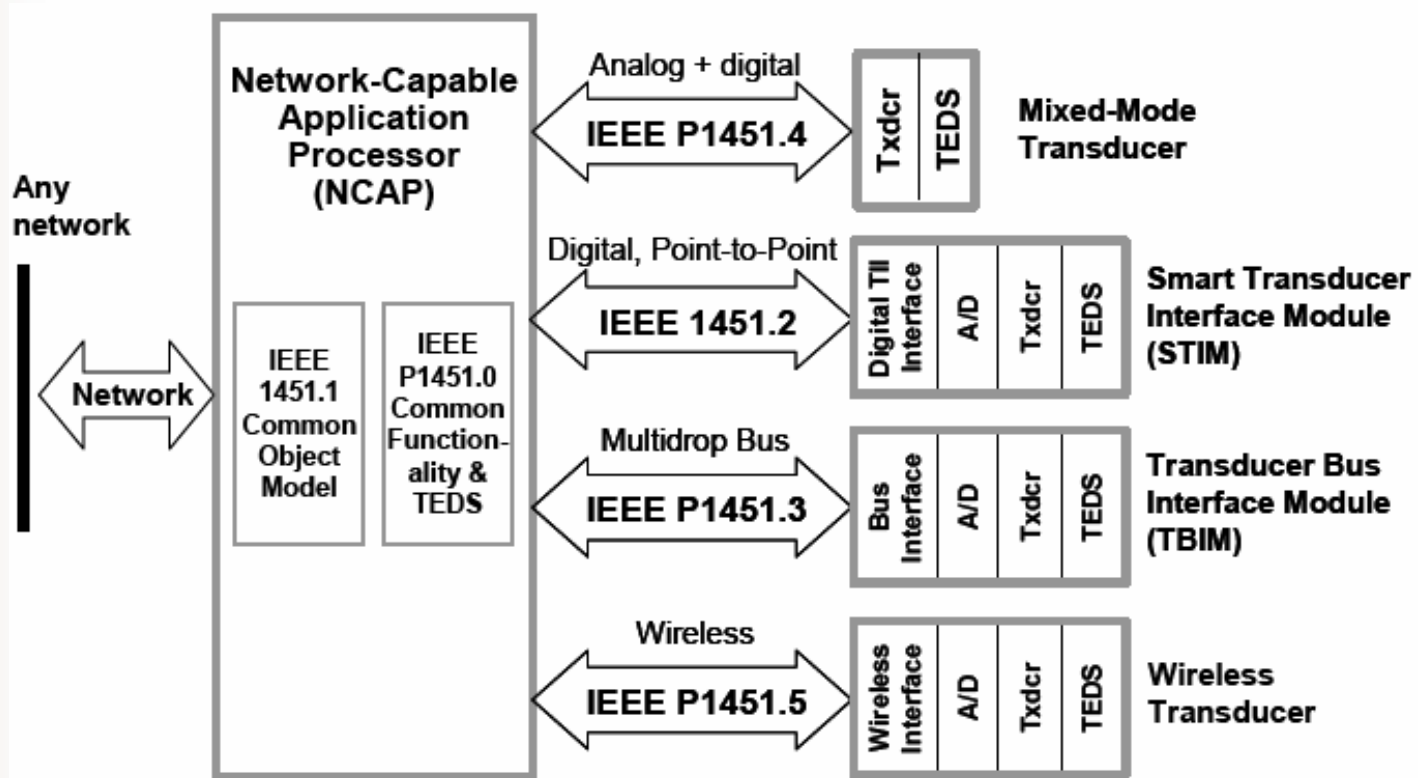 Any
network
Network
Network-Capable
Application
Processor
(NCAP)
IEEE
1451.1
Common
Object
Model
IEEE
P1451.0
Common
Function-
ality &
TEDS
Analog + digital
IEEE P1451.4
Txdcr
TEDS
Mixed-Mode
Transducer
Digital, Point-to-Point
IEEE 1451.2
Digital TII
Interface
A/D
Txdcr
TEDS
Smart Transducer
Interface Module
(STIM)
Multidrop Bus
IEEE P1451.3
Bus
Interface
A/D
Txdcr
TEDS
Transducer Bus
Interface Module
(TBIM)
Wireless
IEEE P1451.5
Wireless
Interface
A/D
Txdcr
TEDS
Wireless
Transducer